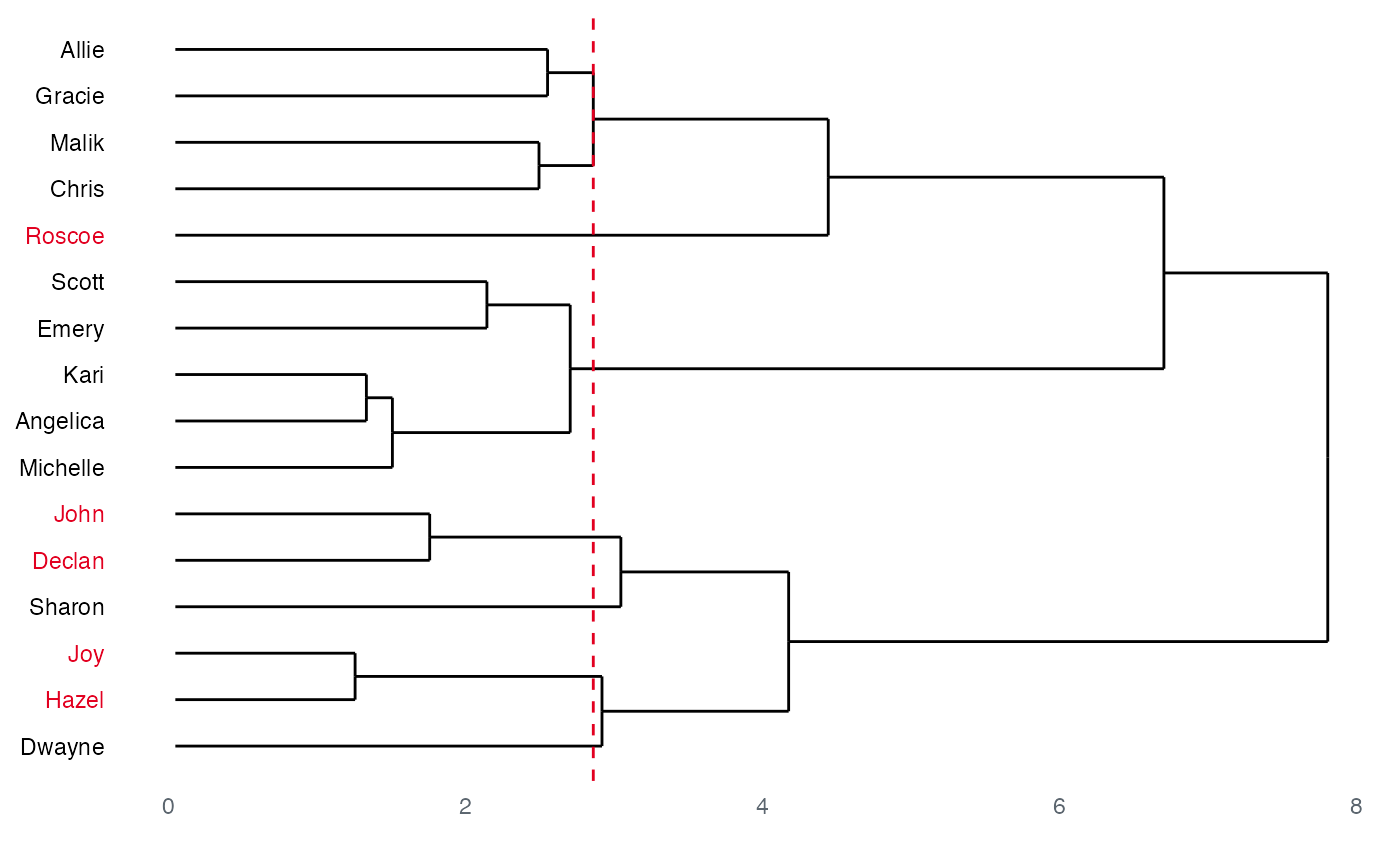 Allie
Gracie
Malik
Chris
Roscoe
Scott
Emery
Kari
Angelica
Michelle
John
Declan
Sharon
Joy
Hazel
Dwayne
0 2 4 6 8